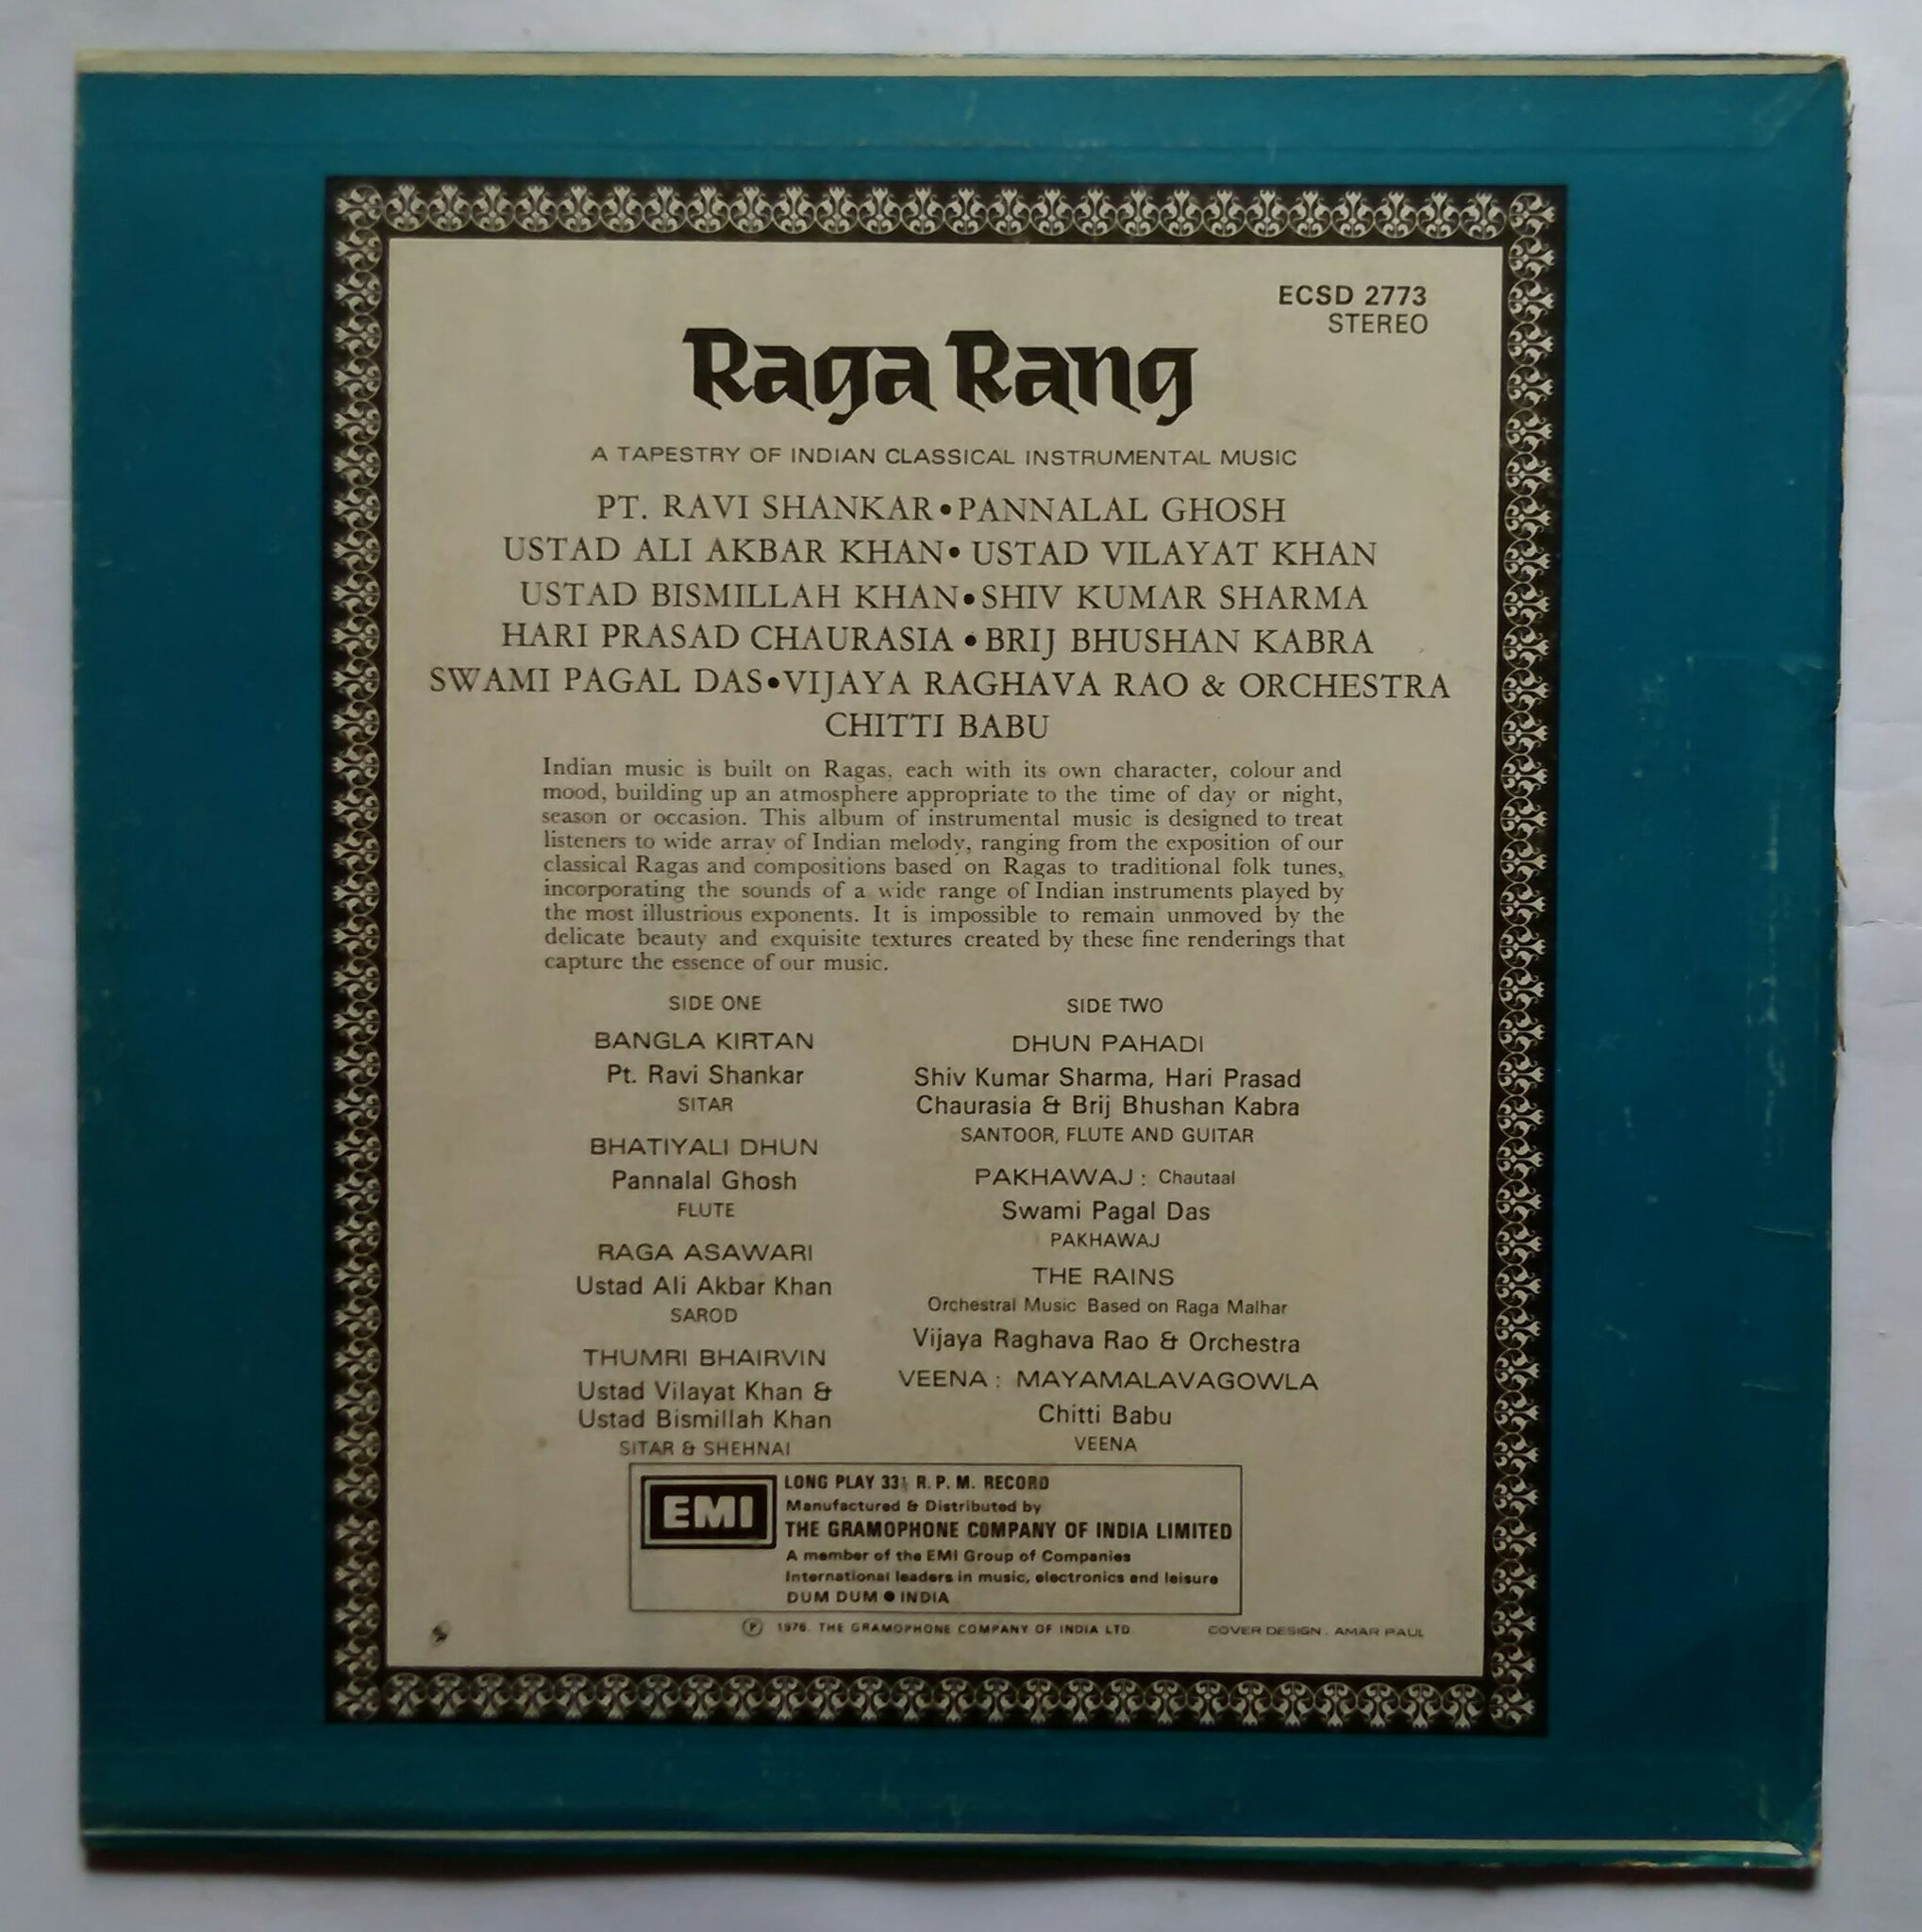 ECSD 2773
STEREO
Raga Rang
A TAPESTRY OF INDIAN CLASSICAL INSTRUMENTAL MUSIC
PT. RAVI SHANKAR • PANNALAL GHOSH
USTAD ALI AKBAR KHAN • USTAD VILAYAT KHAN
USTAD BISMILLAH KHAN • SHIV KUMAR SHARMA
HARI PRASAD CHAURASIA • BRIJ BHUSHAN KABRA
SWAMI PAGAL DAS • VIJAYA RAGHAVA RAO & ORCHESTRA
CHITTI BABU
Indian music is built on Ragas, each with its own character, colour and
mood, building up an atmosphere appropriate to the time of day or night,
season or occasion. This album of instrumental music is designed to treat
listeners to wide array of Indian melody, ranging from the exposition of our
classical Ragas and compositions based on Ragas to traditional folk tunes,
incorporating the sounds of a wide range of Indian instruments played by
the most illustrious exponents. It is impossible to remain unmoved by the
delicate beauty and exquisite textures created by these fine renderings that
capture the essence of our music.
SIDE ONE
BANGLA KIRTAN
Pt. Ravi Shankar
SITAR
BHATIYALI DHUN
Pannalal Ghosh
FLUTE
RAGA ASAWARI
Ustad Ali Akbar Khan
SAROD
THUMRI BHAIRVIN
Ustad Vilayat Khan &
Ustad Bismillah Khan
SITAR & SHEHNAI
SIDE TWO
DHUN PAHADI
Shiv Kumar Sharma, Hari Prasad
Chaurasia & Brij Bhushan Kabra
SANTOOR, FLUTE AND GUITAR
PAKHAWAJ : Chautaal
Swami Pagal Das
PAKHAWAJ
THE RAINS
Orchestral Music Based on Raga Malhar
Vijaya Raghava Rao & Orchestra
VEENA : MAYAMALAVAGOWLA
Chitti Babu
VEENA
EMI
LONG PLAY 33⅓ R. P. M. RECORD
Manufactured & Distributed by
THE GRAMOPHONE COMPANY OF INDIA LIMITED
A member of the EMI Group of Companies
International leaders in music, electronics and leisure
DUM DUM ● INDIA
Ⓟ 1976. THE GRAMOPHONE COMPANY OF INDIA LTD
COVER DESIGN . AMAR PAUL